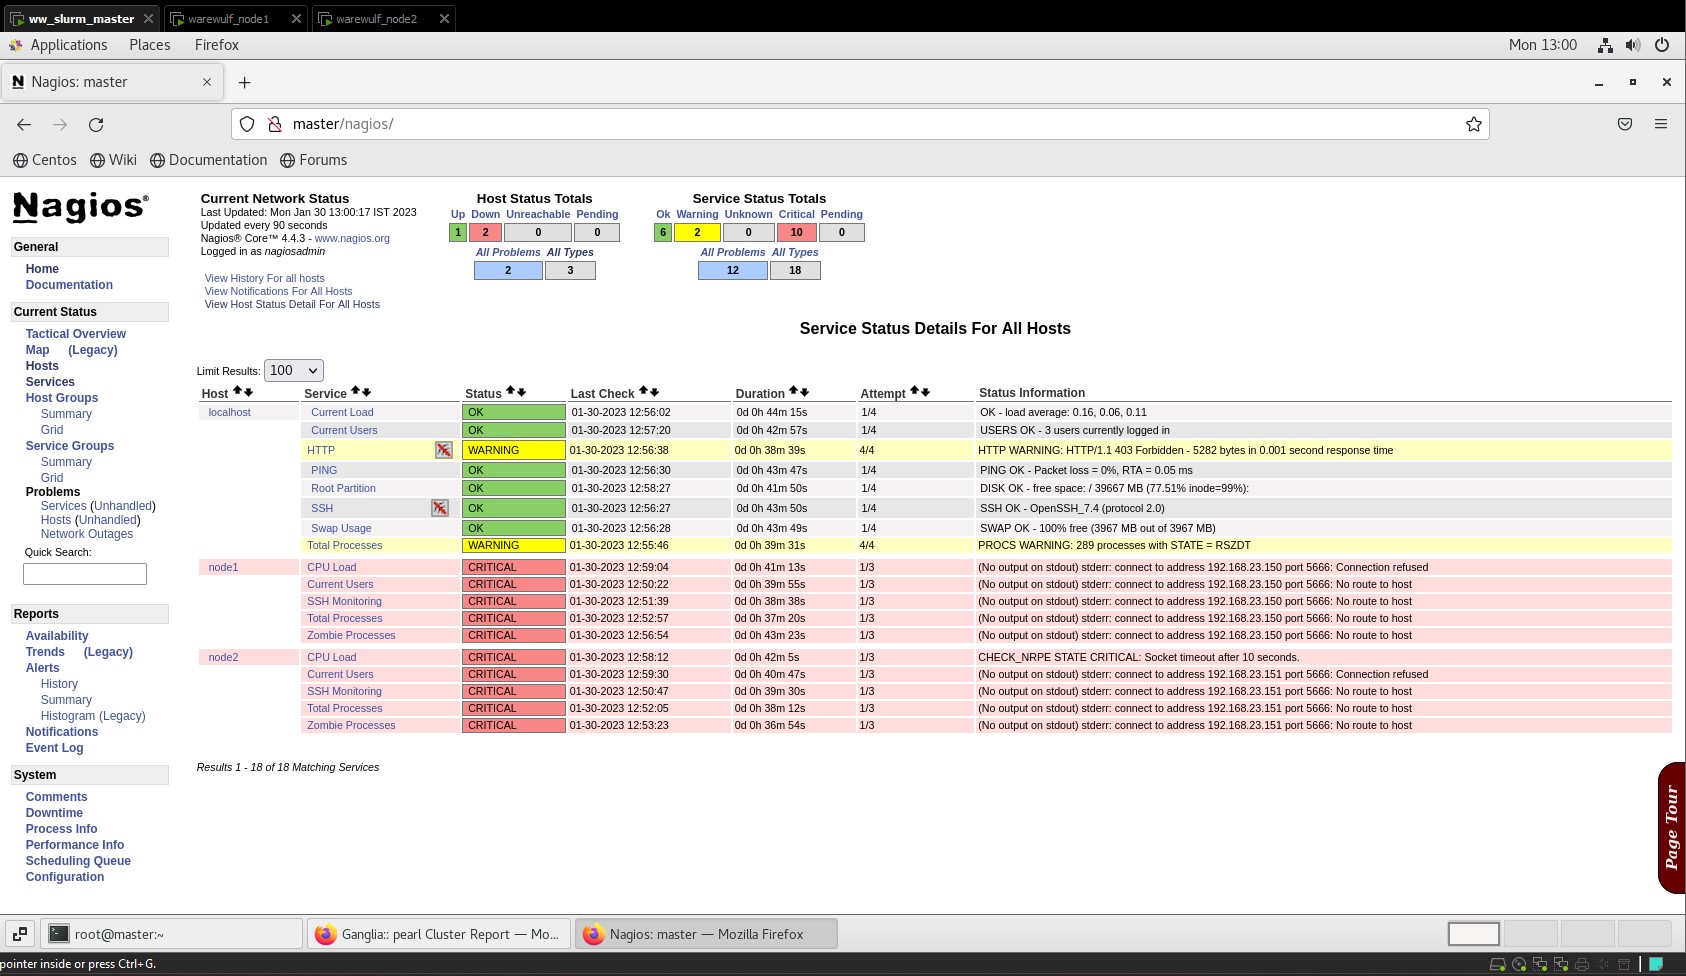 ww_slurm_master
warewulf_node1
warewulf_node2
Applications Places Firefox Mon 13:00
Nagios: master
master/nagios/
Centos Wiki Documentation Forums
Nagios®
General
Home
Documentation
Current Status
Tactical Overview
Map (Legacy)
Hosts
Services
Host Groups
Summary
Grid
Service Groups
Summary
Grid
Problems
Services (Unhandled)
Hosts (Unhandled)
Network Outages
Quick Search:
Reports
Availability
Trends (Legacy)
Alerts
History
Summary
Histogram (Legacy)
Notifications
Event Log
System
Comments
Downtime
Process Info
Performance Info
Scheduling Queue
Configuration
Current Network Status
Last Updated: Mon Jan 30 13:00:17 IST 2023
Updated every 90 seconds
Nagios® Core™ 4.4.3 - www.nagios.org
Logged in as nagiosadmin
View History For all hosts
View Notifications For All Hosts
View Host Status Detail For All Hosts
Host Status Totals
Up Down Unreachable Pending
1 2 0 0
All Problems All Types
2 3
Service Status Totals
Ok Warning Unknown Critical Pending
6 2 0 10 0
All Problems All Types
12 18
Service Status Details For All Hosts
Limit Results: 100
Host Service Status Last Check Duration Attempt Status Information
localhost Current Load OK 01-30-2023 12:56:02 0d 0h 44m 15s 1/4 OK - load average: 0.16, 0.06, 0.11
Current Users OK 01-30-2023 12:57:20 0d 0h 42m 57s 1/4 USERS OK - 3 users currently logged in
HTTP WARNING 01-30-2023 12:56:38 0d 0h 38m 39s 4/4 HTTP WARNING: HTTP/1.1 403 Forbidden - 5282 bytes in 0.001 second response time
PING OK 01-30-2023 12:56:30 0d 0h 43m 47s 1/4 PING OK - Packet loss = 0%, RTA = 0.05 ms
Root Partition OK 01-30-2023 12:58:27 0d 0h 41m 50s 1/4 DISK OK - free space: / 39667 MB (77.51% inode=99%):
SSH OK 01-30-2023 12:56:27 0d 0h 43m 50s 1/4 SSH OK - OpenSSH_7.4 (protocol 2.0)
Swap Usage OK 01-30-2023 12:56:28 0d 0h 43m 49s 1/4 SWAP OK - 100% free (3967 MB out of 3967 MB)
Total Processes WARNING 01-30-2023 12:55:46 0d 0h 39m 31s 4/4 PROCS WARNING: 289 processes with STATE = RSZDT
node1 CPU Load CRITICAL 01-30-2023 12:59:04 0d 0h 41m 13s 1/3 (No output on stdout) stderr: connect to address 192.168.23.150 port 5666: Connection refused
Current Users CRITICAL 01-30-2023 12:50:22 0d 0h 39m 55s 1/3 (No output on stdout) stderr: connect to address 192.168.23.150 port 5666: No route to host
SSH Monitoring CRITICAL 01-30-2023 12:51:39 0d 0h 38m 38s 1/3 (No output on stdout) stderr: connect to address 192.168.23.150 port 5666: No route to host
Total Processes CRITICAL 01-30-2023 12:52:57 0d 0h 37m 20s 1/3 (No output on stdout) stderr: connect to address 192.168.23.150 port 5666: No route to host
Zombie Processes CRITICAL 01-30-2023 12:56:54 0d 0h 43m 23s 1/3 (No output on stdout) stderr: connect to address 192.168.23.150 port 5666: No route to host
node2 CPU Load CRITICAL 01-30-2023 12:58:12 0d 0h 42m 5s 1/3 CHECK_NRPE STATE CRITICAL: Socket timeout after 10 seconds.
Current Users CRITICAL 01-30-2023 12:59:30 0d 0h 40m 47s 1/3 (No output on stdout) stderr: connect to address 192.168.23.151 port 5666: Connection refused
SSH Monitoring CRITICAL 01-30-2023 12:50:47 0d 0h 39m 30s 1/3 (No output on stdout) stderr: connect to address 192.168.23.151 port 5666: No route to host
Total Processes CRITICAL 01-30-2023 12:52:05 0d 0h 38m 12s 1/3 (No output on stdout) stderr: connect to address 192.168.23.151 port 5666: No route to host
Zombie Processes CRITICAL 01-30-2023 12:53:23 0d 0h 36m 54s 1/3 (No output on stdout) stderr: connect to address 192.168.23.151 port 5666: No route to host
Results 1 - 18 of 18 Matching Services
Page Tour
root@master:~
Ganglia:: pearl Cluster Report — Mo...
Nagios: master — Mozilla Firefox
pointer inside or press Ctrl+G.